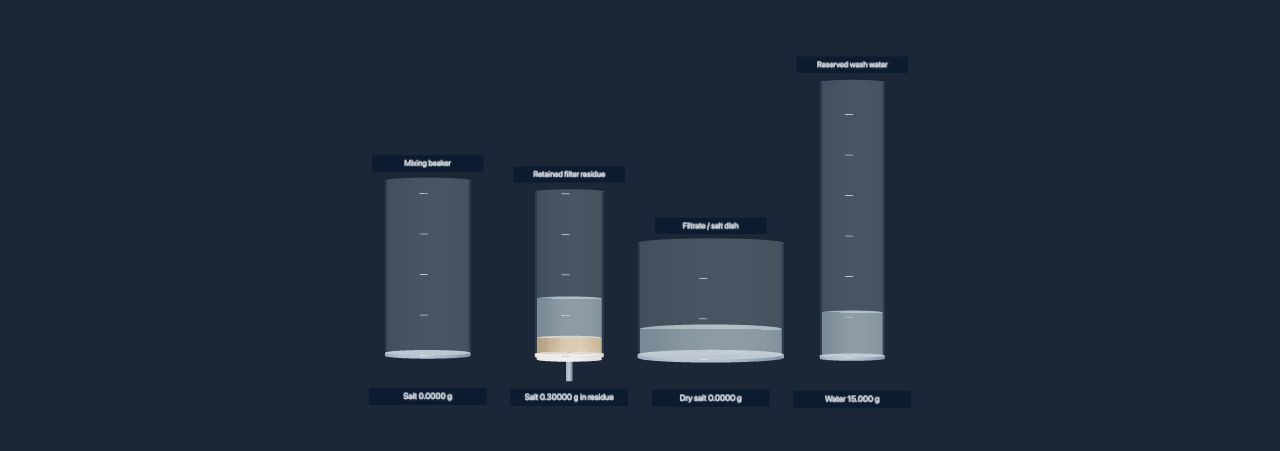 Reserved wash water
Mixing beaker
Retained filter residue
Filtrate / salt dish
Salt 0.0000 g
Salt 0.30000 g in residue
Dry salt 0.0000 g
Water 15.000 g